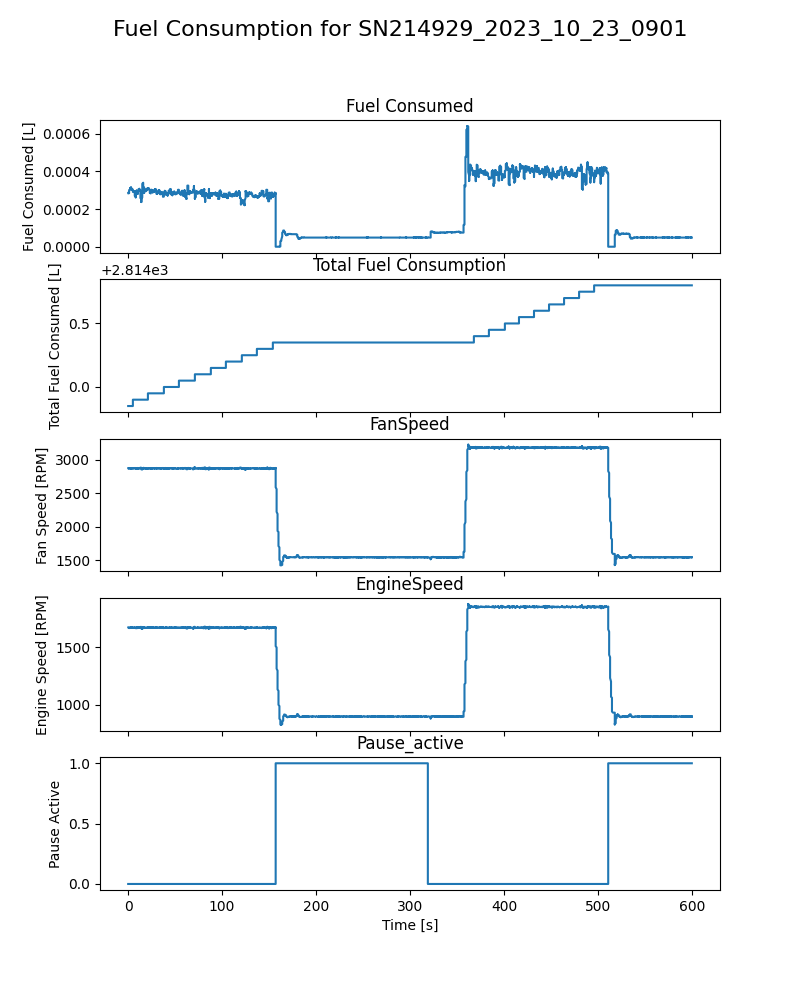 Fuel Consumption for SN214929_2023_10_23_0901
Fuel Consumed
Fuel Consumed [L]
0.0006
0.0004
0.0002
0.0000
+2.814e3
Total Fuel Consumption
Total Fuel Consumed [L]
0.5
0.0
FanSpeed
Fan Speed [RPM]
3000
2500
2000
1500
EngineSpeed
Engine Speed [RPM]
1500
1000
Pause_active
Pause Active
1.0
0.5
0.0
0 100 200 300 400 500 600
Time [s]